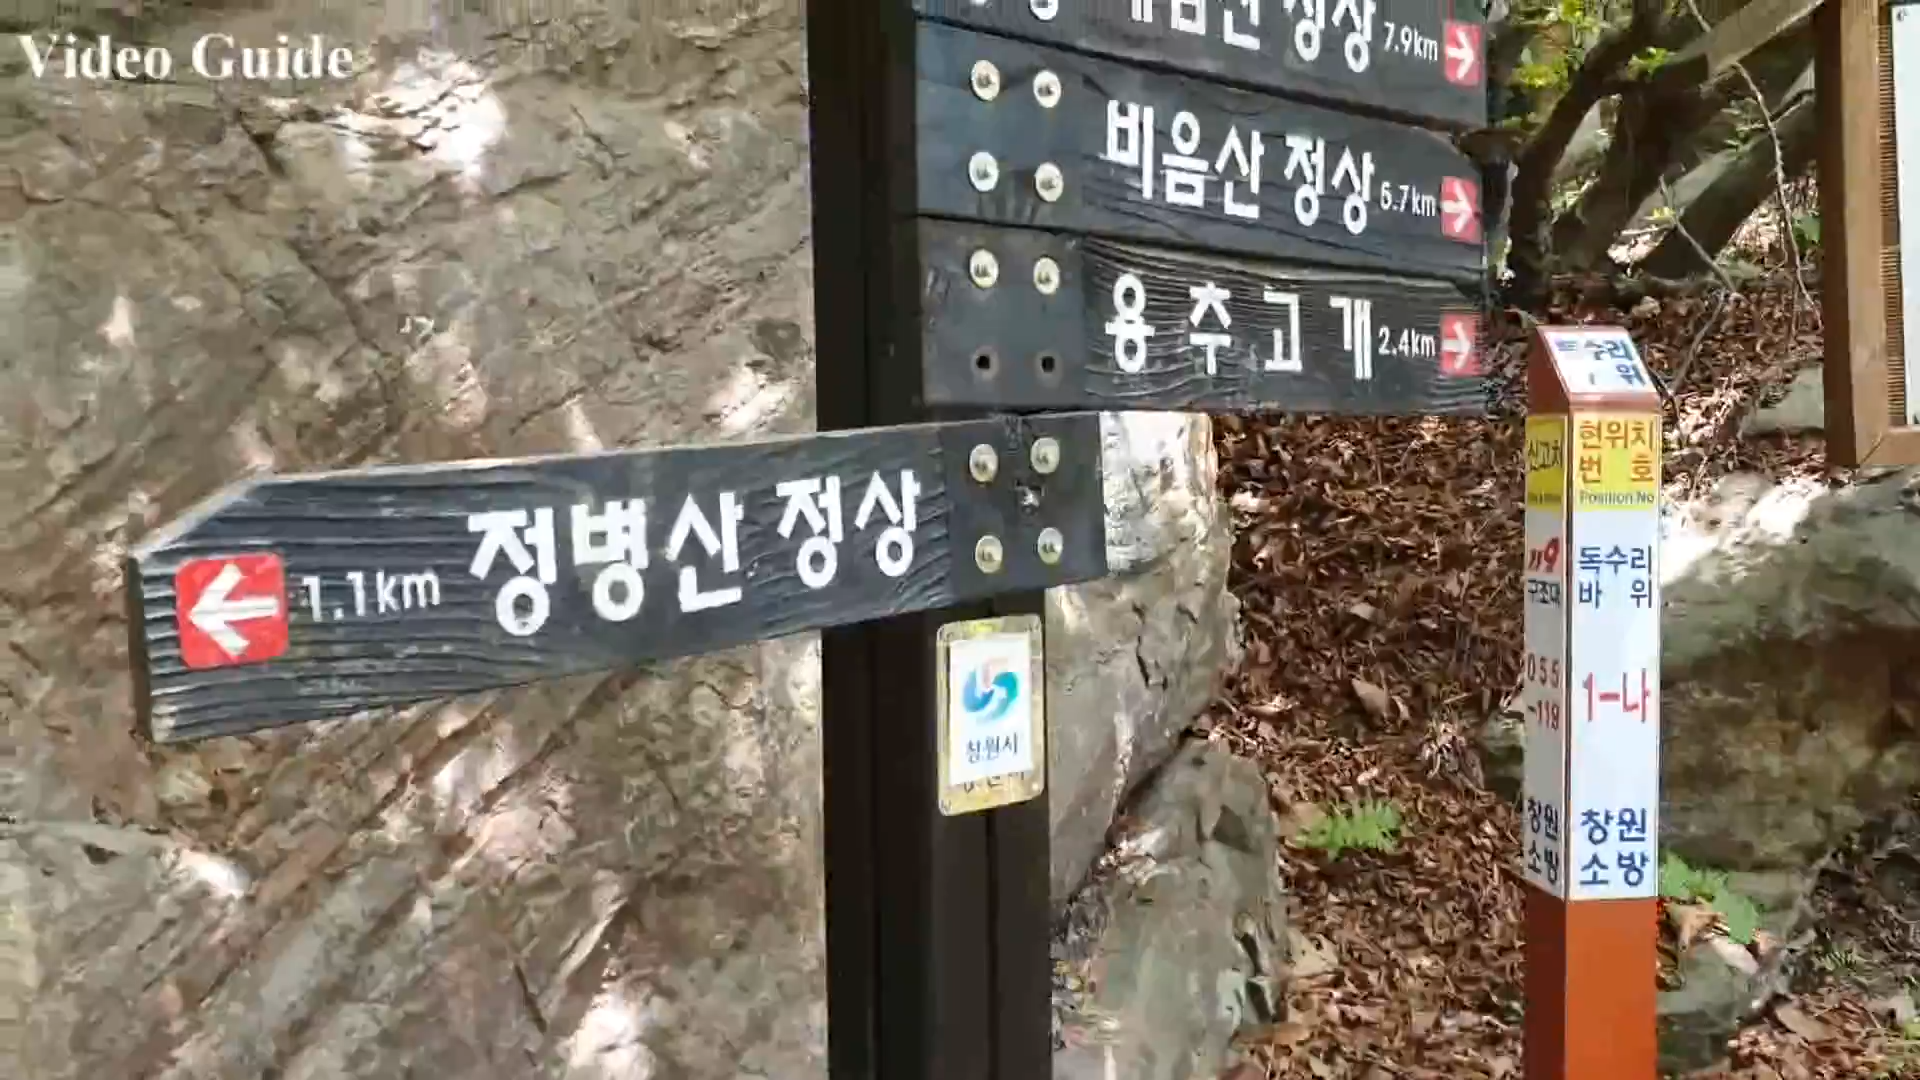 Video Guide
정상 7.9km
비음산 정상 5.7km
용추고개 2.4km
1.1km 정병산 정상
창원시
독수리
위
신고처
현위치
번 호
Position No
119
구조대
055
-119
창원
소방
독수리
바 위
1-나
창원
소방